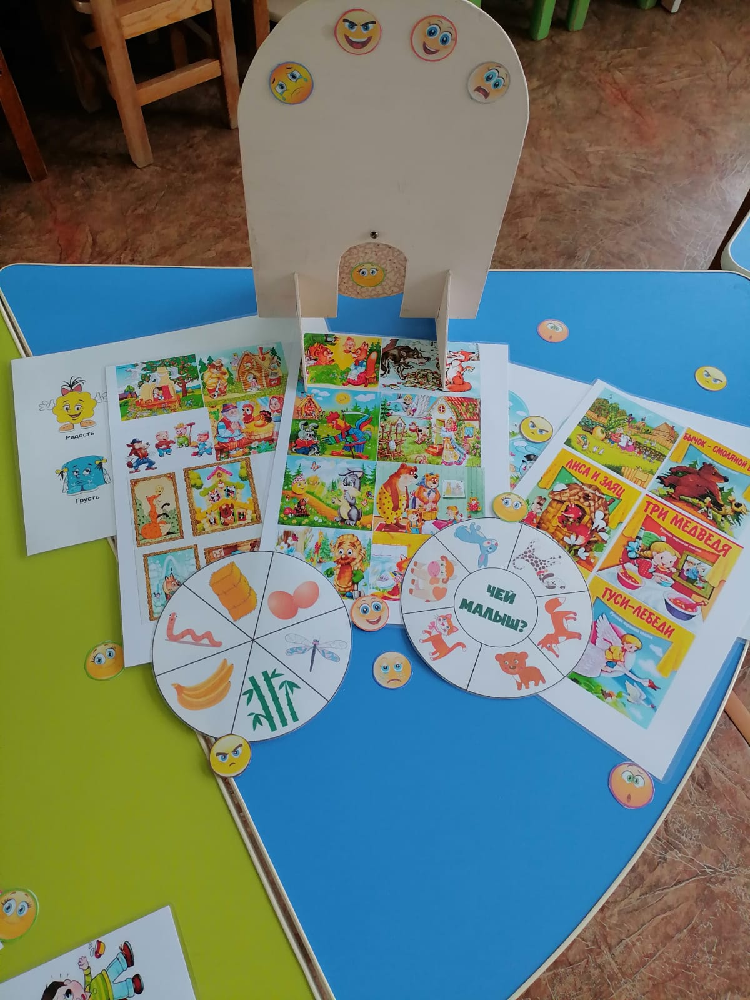 Радость
Грусть
ЧЕЙ
МАЛЫШ?
БЫЧОК - СМОЛЯНОЙ
ЛИСА И ЗАЯЦ
ТРИ МЕДВЕДЯ
ГУСИ-ЛЕБЕДИ